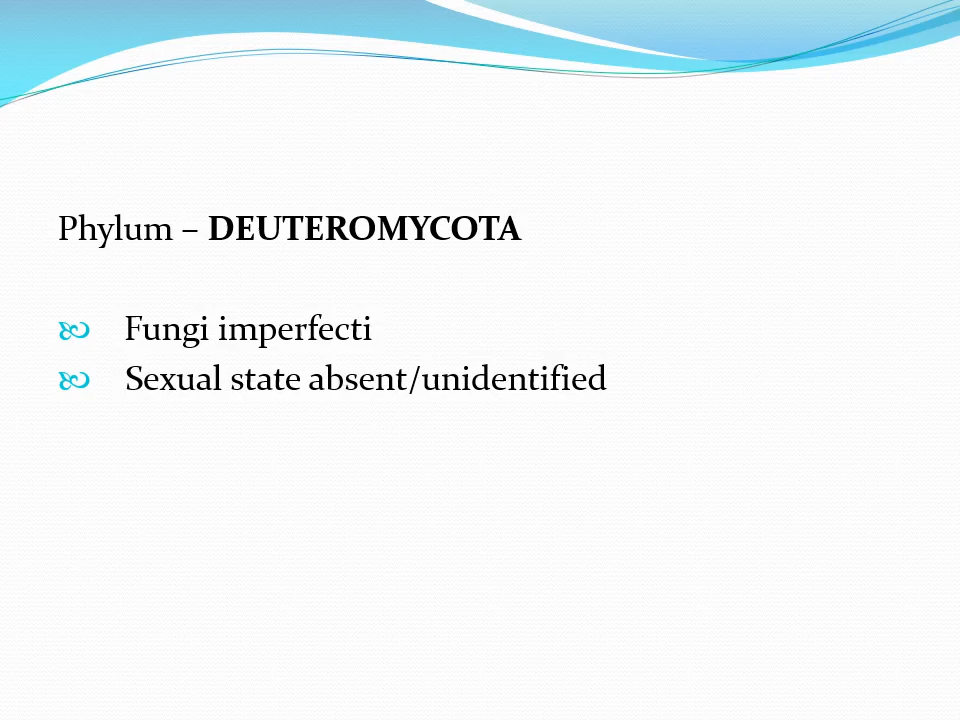 Phylum – DEUTEROMYCOTA
Fungi imperfecti
Sexual state absent/unidentified